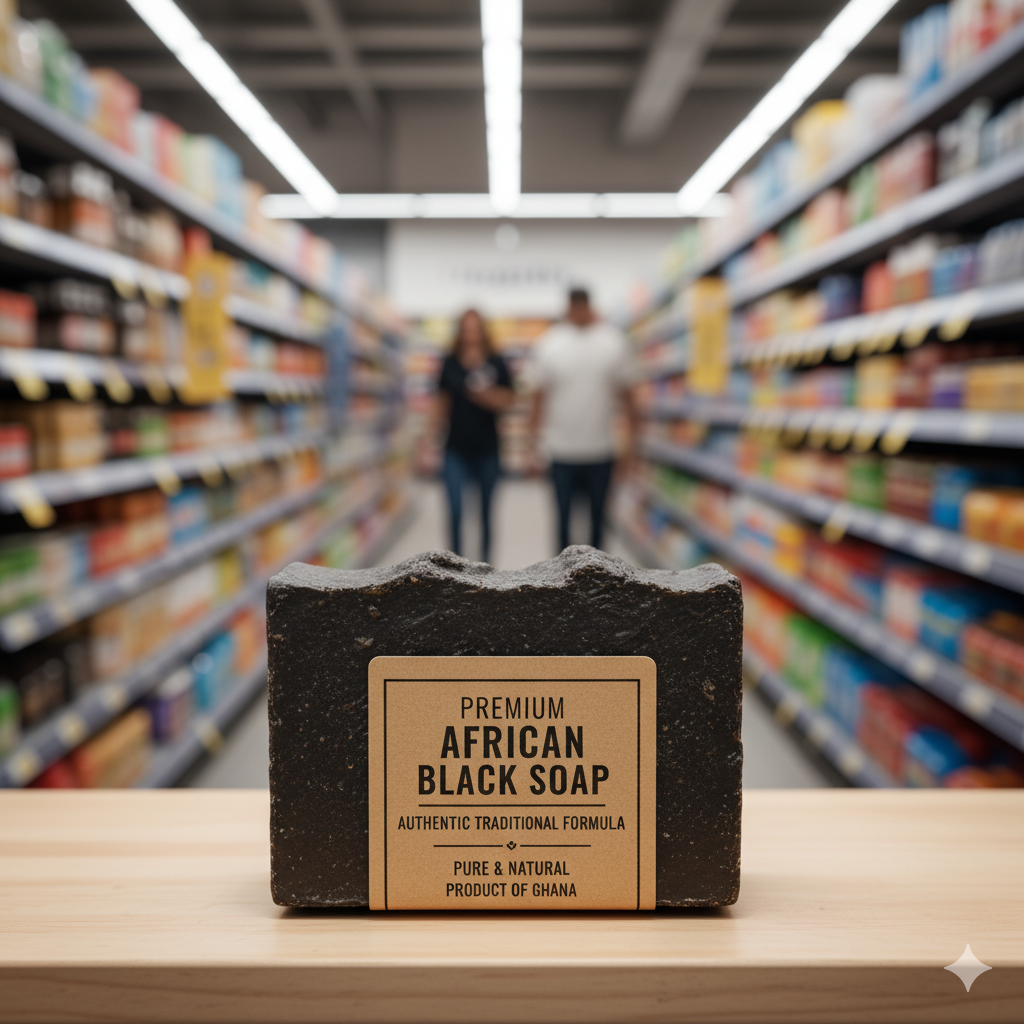 PREMIUM
AFRICAN
BLACK SOAP
AUTHENTIC TRADITIONAL FORMULA
PURE & NATURAL
PRODUCT OF GHANA